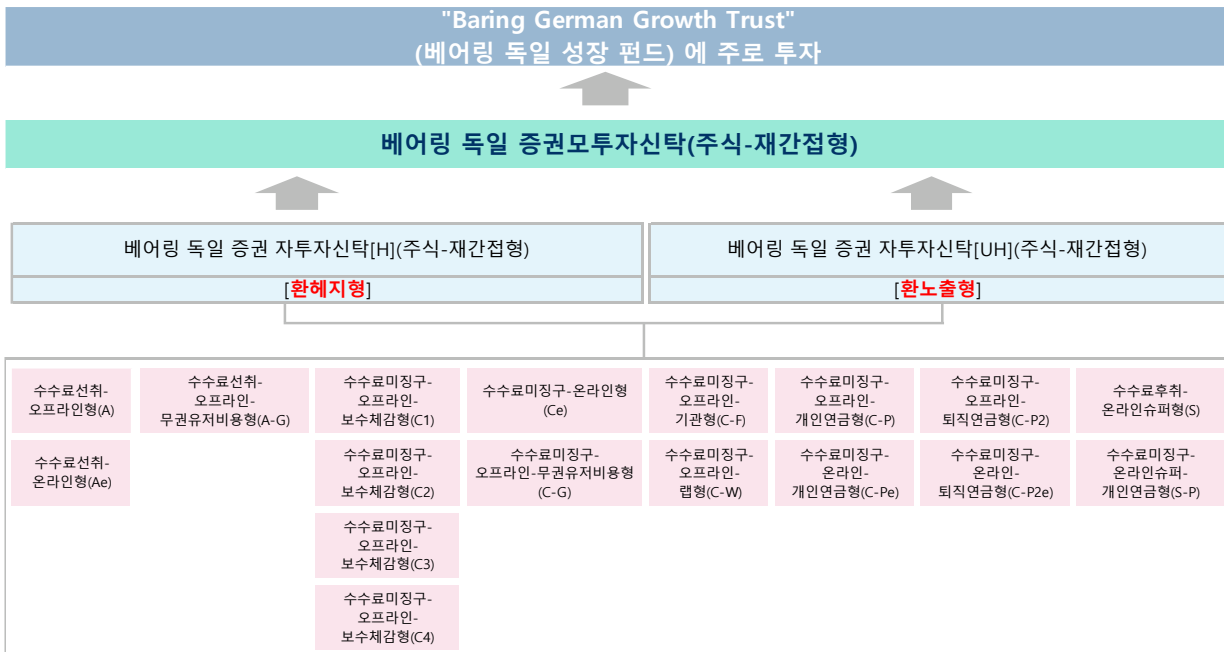 "Baring German Growth Trust"
(베어링 독일 성장 펀드) 에 주로 투자
베어링 독일 증권모투자신탁(주식-재간접형)
베어링 독일 증권 자투자신탁[H](주식-재간접형)
[환헤지형]
베어링 독일 증권 자투자신탁[UH](주식-재간접형)
[환노출형]
수수료선취-
오프라인형(A)
수수료선취-
오프라인-
무권유저비용형(A-G)
수수료미징구-
오프라인-
보수체감형(C1)
수수료미징구-온라인형
(Ce)
수수료미징구-
오프라인-
기관형(C-F)
수수료미징구-
오프라인-
개인연금형(C-P)
수수료미징구-
오프라인-
퇴직연금형(C-P2)
수수료후취-
온라인슈퍼형(S)
수수료선취-
온라인형(Ae)
수수료미징구-
오프라인-
보수체감형(C2)
수수료미징구-
오프라인-무권유저비용형
(C-G)
수수료미징구-
오프라인-
랩형(C-W)
수수료미징구-
온라인-
개인연금형(C-Pe)
수수료미징구-
온라인-
퇴직연금형(C-P2e)
수수료미징구-
온라인슈퍼-
개인연금형(S-P)
수수료미징구-
오프라인-
보수체감형(C3)
수수료미징구-
오프라인-
보수체감형(C4)